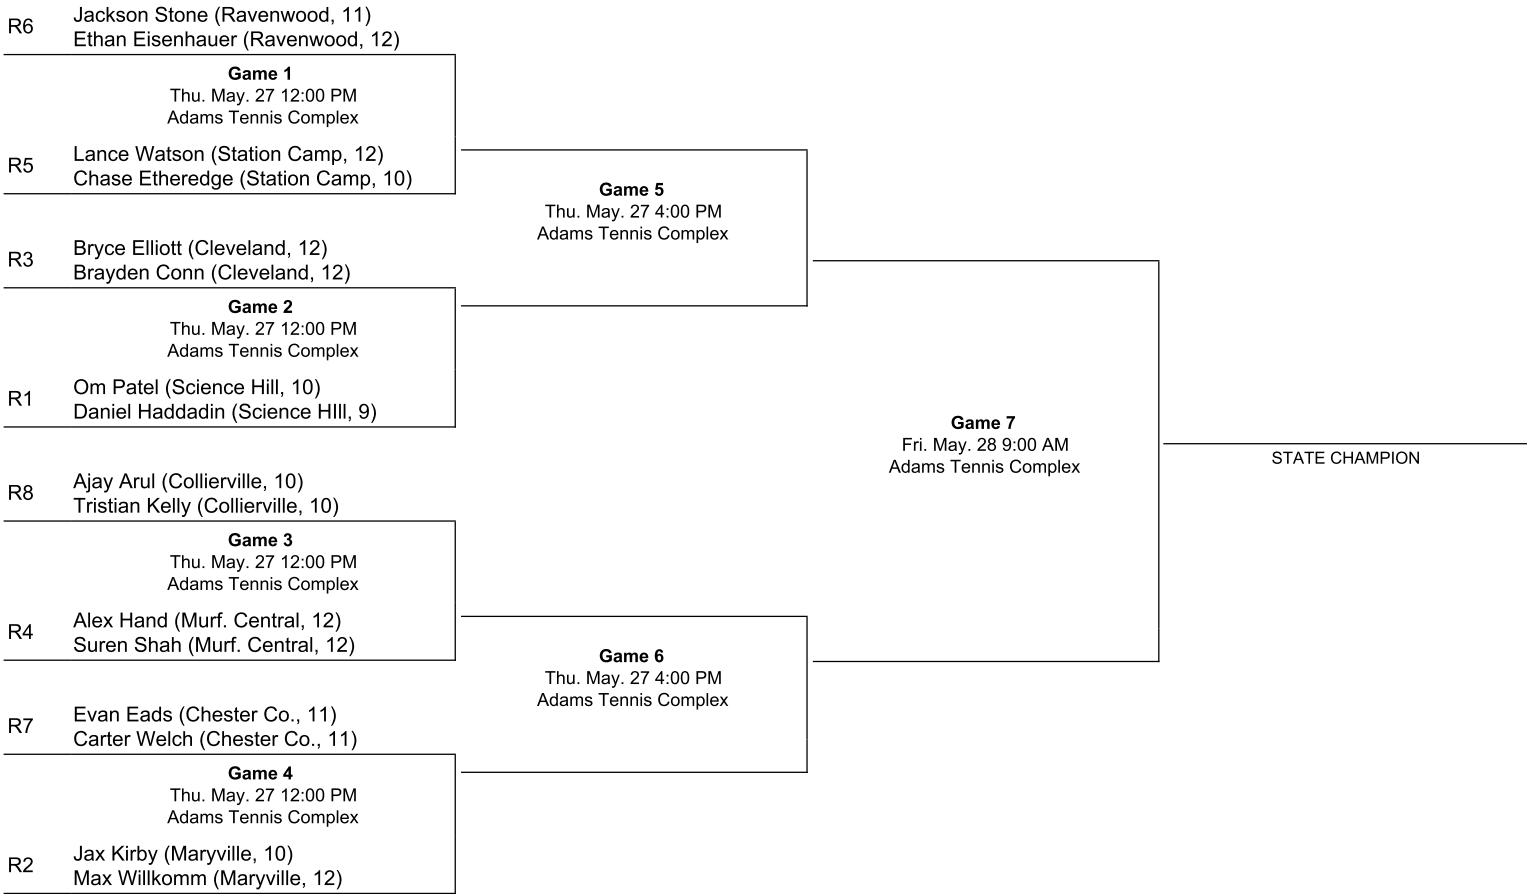 R6
Jackson Stone (Ravenwood, 11)
Ethan Eisenhauer (Ravenwood, 12)
Game 1
Thu. May. 27 12:00 PM
Adams Tennis Complex
R5
Lance Watson (Station Camp, 12)
Chase Etheredge (Station Camp, 10)
Game 5
Thu. May. 27 4:00 PM
Adams Tennis Complex
R3
Bryce Elliott (Cleveland, 12)
Brayden Conn (Cleveland, 12)
Game 2
Thu. May. 27 12:00 PM
Adams Tennis Complex
R1
Om Patel (Science Hill, 10)
Daniel Haddadin (Science HIll, 9)
Game 7
Fri. May. 28 9:00 AM
Adams Tennis Complex
STATE CHAMPION
R8
Ajay Arul (Collierville, 10)
Tristian Kelly (Collierville, 10)
Game 3
Thu. May. 27 12:00 PM
Adams Tennis Complex
R4
Alex Hand (Murf. Central, 12)
Suren Shah (Murf. Central, 12)
Game 6
Thu. May. 27 4:00 PM
Adams Tennis Complex
R7
Evan Eads (Chester Co., 11)
Carter Welch (Chester Co., 11)
Game 4
Thu. May. 27 12:00 PM
Adams Tennis Complex
R2
Jax Kirby (Maryville, 10)
Max Willkomm (Maryville, 12)